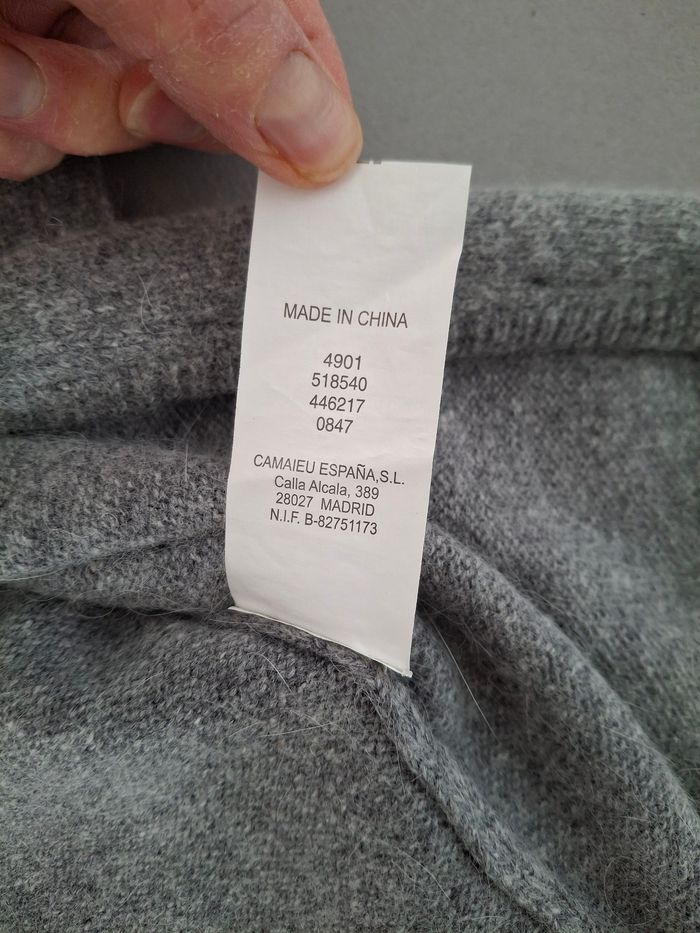 MADE IN CHINA
4901
518540
446217
0847
CAMAIEU ESPAÑA,S.L.
Calla Alcala, 389
28027 MADRID
N.I.F. B-82751173